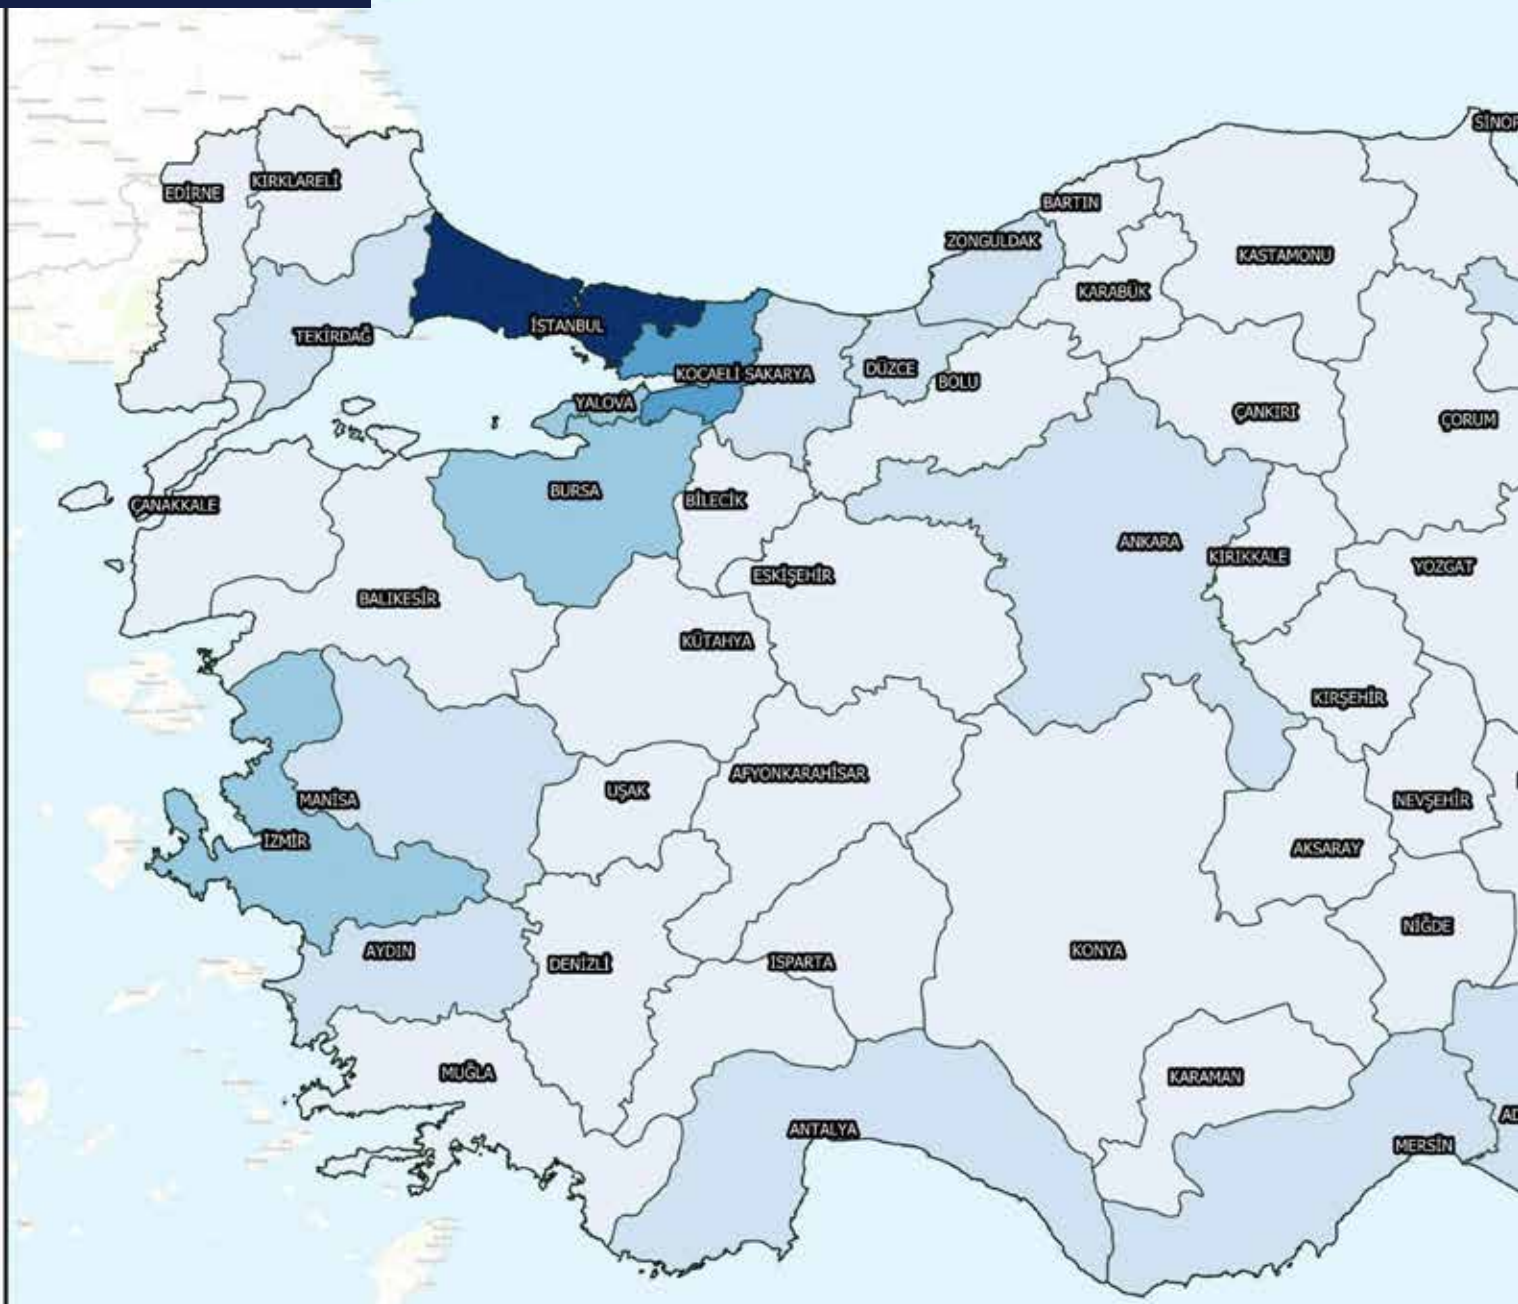 SİNOP
EDİRNE
KIRKLARELİ
BARTIN
ZONGULDAK
KASTAMONU
KARABÜK
İSTANBUL
TEKİRDAĞ
KOCAELİ
SAKARYA
DÜZCE
BOLU
YALOVA
ÇANKIRI
ÇORUM
BURSA
BİLECİK
ÇANAKKALE
ANKARA
KIRIKKALE
YOZGAT
ESKİŞEHİR
BALIKESİR
KÜTAHYA
KIRŞEHİR
AFYONKARAHİSAR
UŞAK
MANİSA
NEVŞEHİR
İZMİR
AKSARAY
NİĞDE
AYDIN
DENİZLİ
ISPARTA
KONYA
MUĞLA
KARAMAN
AD
ANTALYA
MERSİN